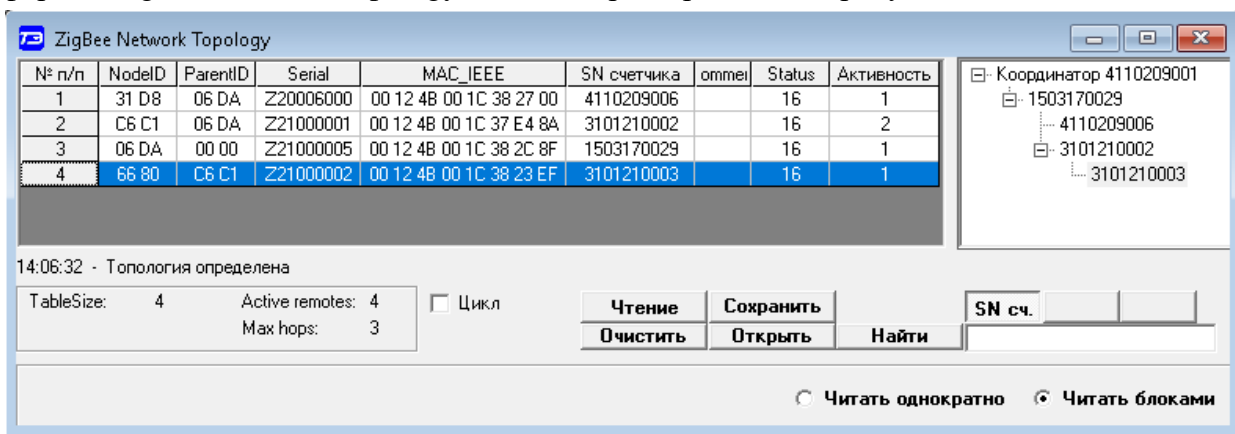 ZigBee Network Topology
№ п/п NodeID ParentID Serial MAC_IEEE SN счетчика ommei Status Активность
1 31 D8 06 DA Z20006000 00 12 4B 00 1C 38 27 00 4110209006 16 1
2 C6 C1 06 DA Z21000001 00 12 4B 00 1C 37 E4 8A 3101210002 16 2
3 06 DA 00 00 Z21000005 00 12 4B 00 1C 38 2C 8F 1503170029 16 1
4 66 80 C6 C1 Z21000002 00 12 4B 00 1C 38 23 EF 3101210003 16 1
Координатор 4110209001
1503170029
4110209006
3101210002
3101210003
14:06:32 - Топология определена
TableSize: 4 Active remotes: 4
Max hops: 3
Цикл
Чтение Сохранить
Очистить Открыть Найти
SN сч.
Читать однократно Читать блоками